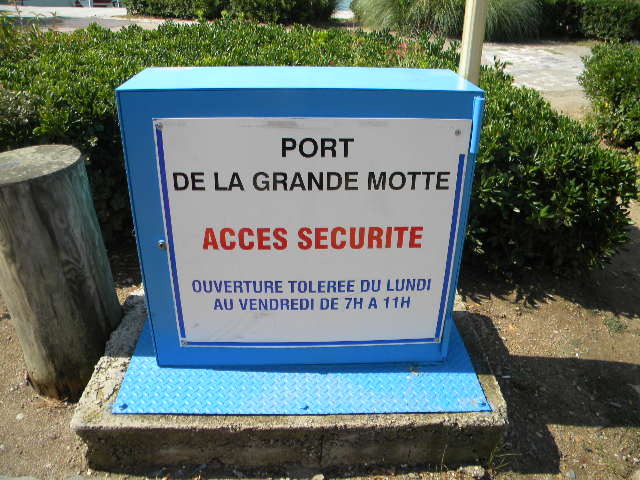 PORT
DE LA GRANDE MOTTE
ACCES SECURITE
OUVERTURE TOLEREE DU LUNDI
AU VENDREDI DE 7H A 11H